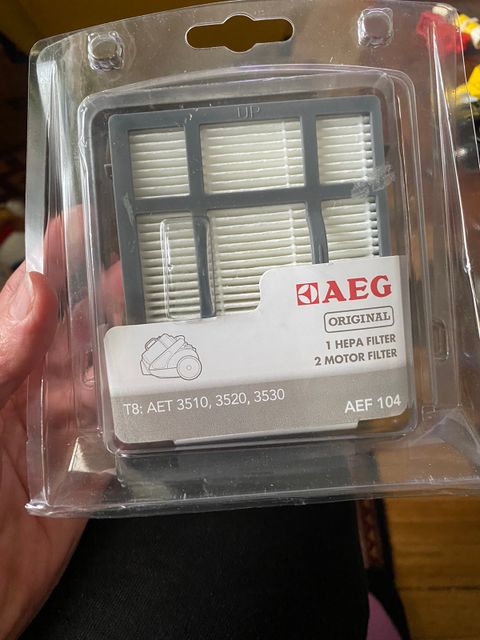 UP
AEG
ORIGINAL
1 HEPA FILTER
2 MOTOR FILTER
T8: AET 3510, 3520, 3530
AEF 104